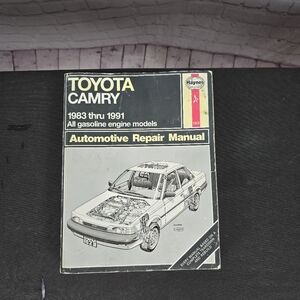 TOYOTA
CAMRY
Haynes
1983 thru 1991
All gasoline engine models
Automotive Repair Manual